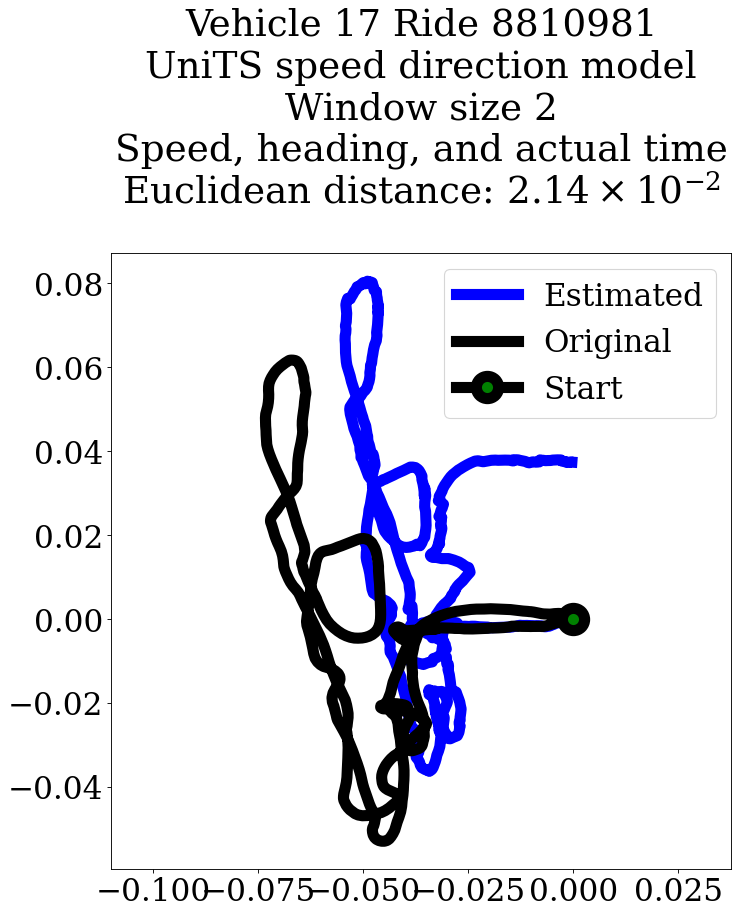 Vehicle 17 Ride 8810981
UniTS speed direction model
Window size 2
Speed, heading, and actual time
Euclidean distance: 2.14 × 10⁻²
Estimated
Original
Start
0.08
0.06
0.04
0.02
0.00
−0.02
−0.04
−0.100 −0.075 −0.050 −0.025 0.000 0.025